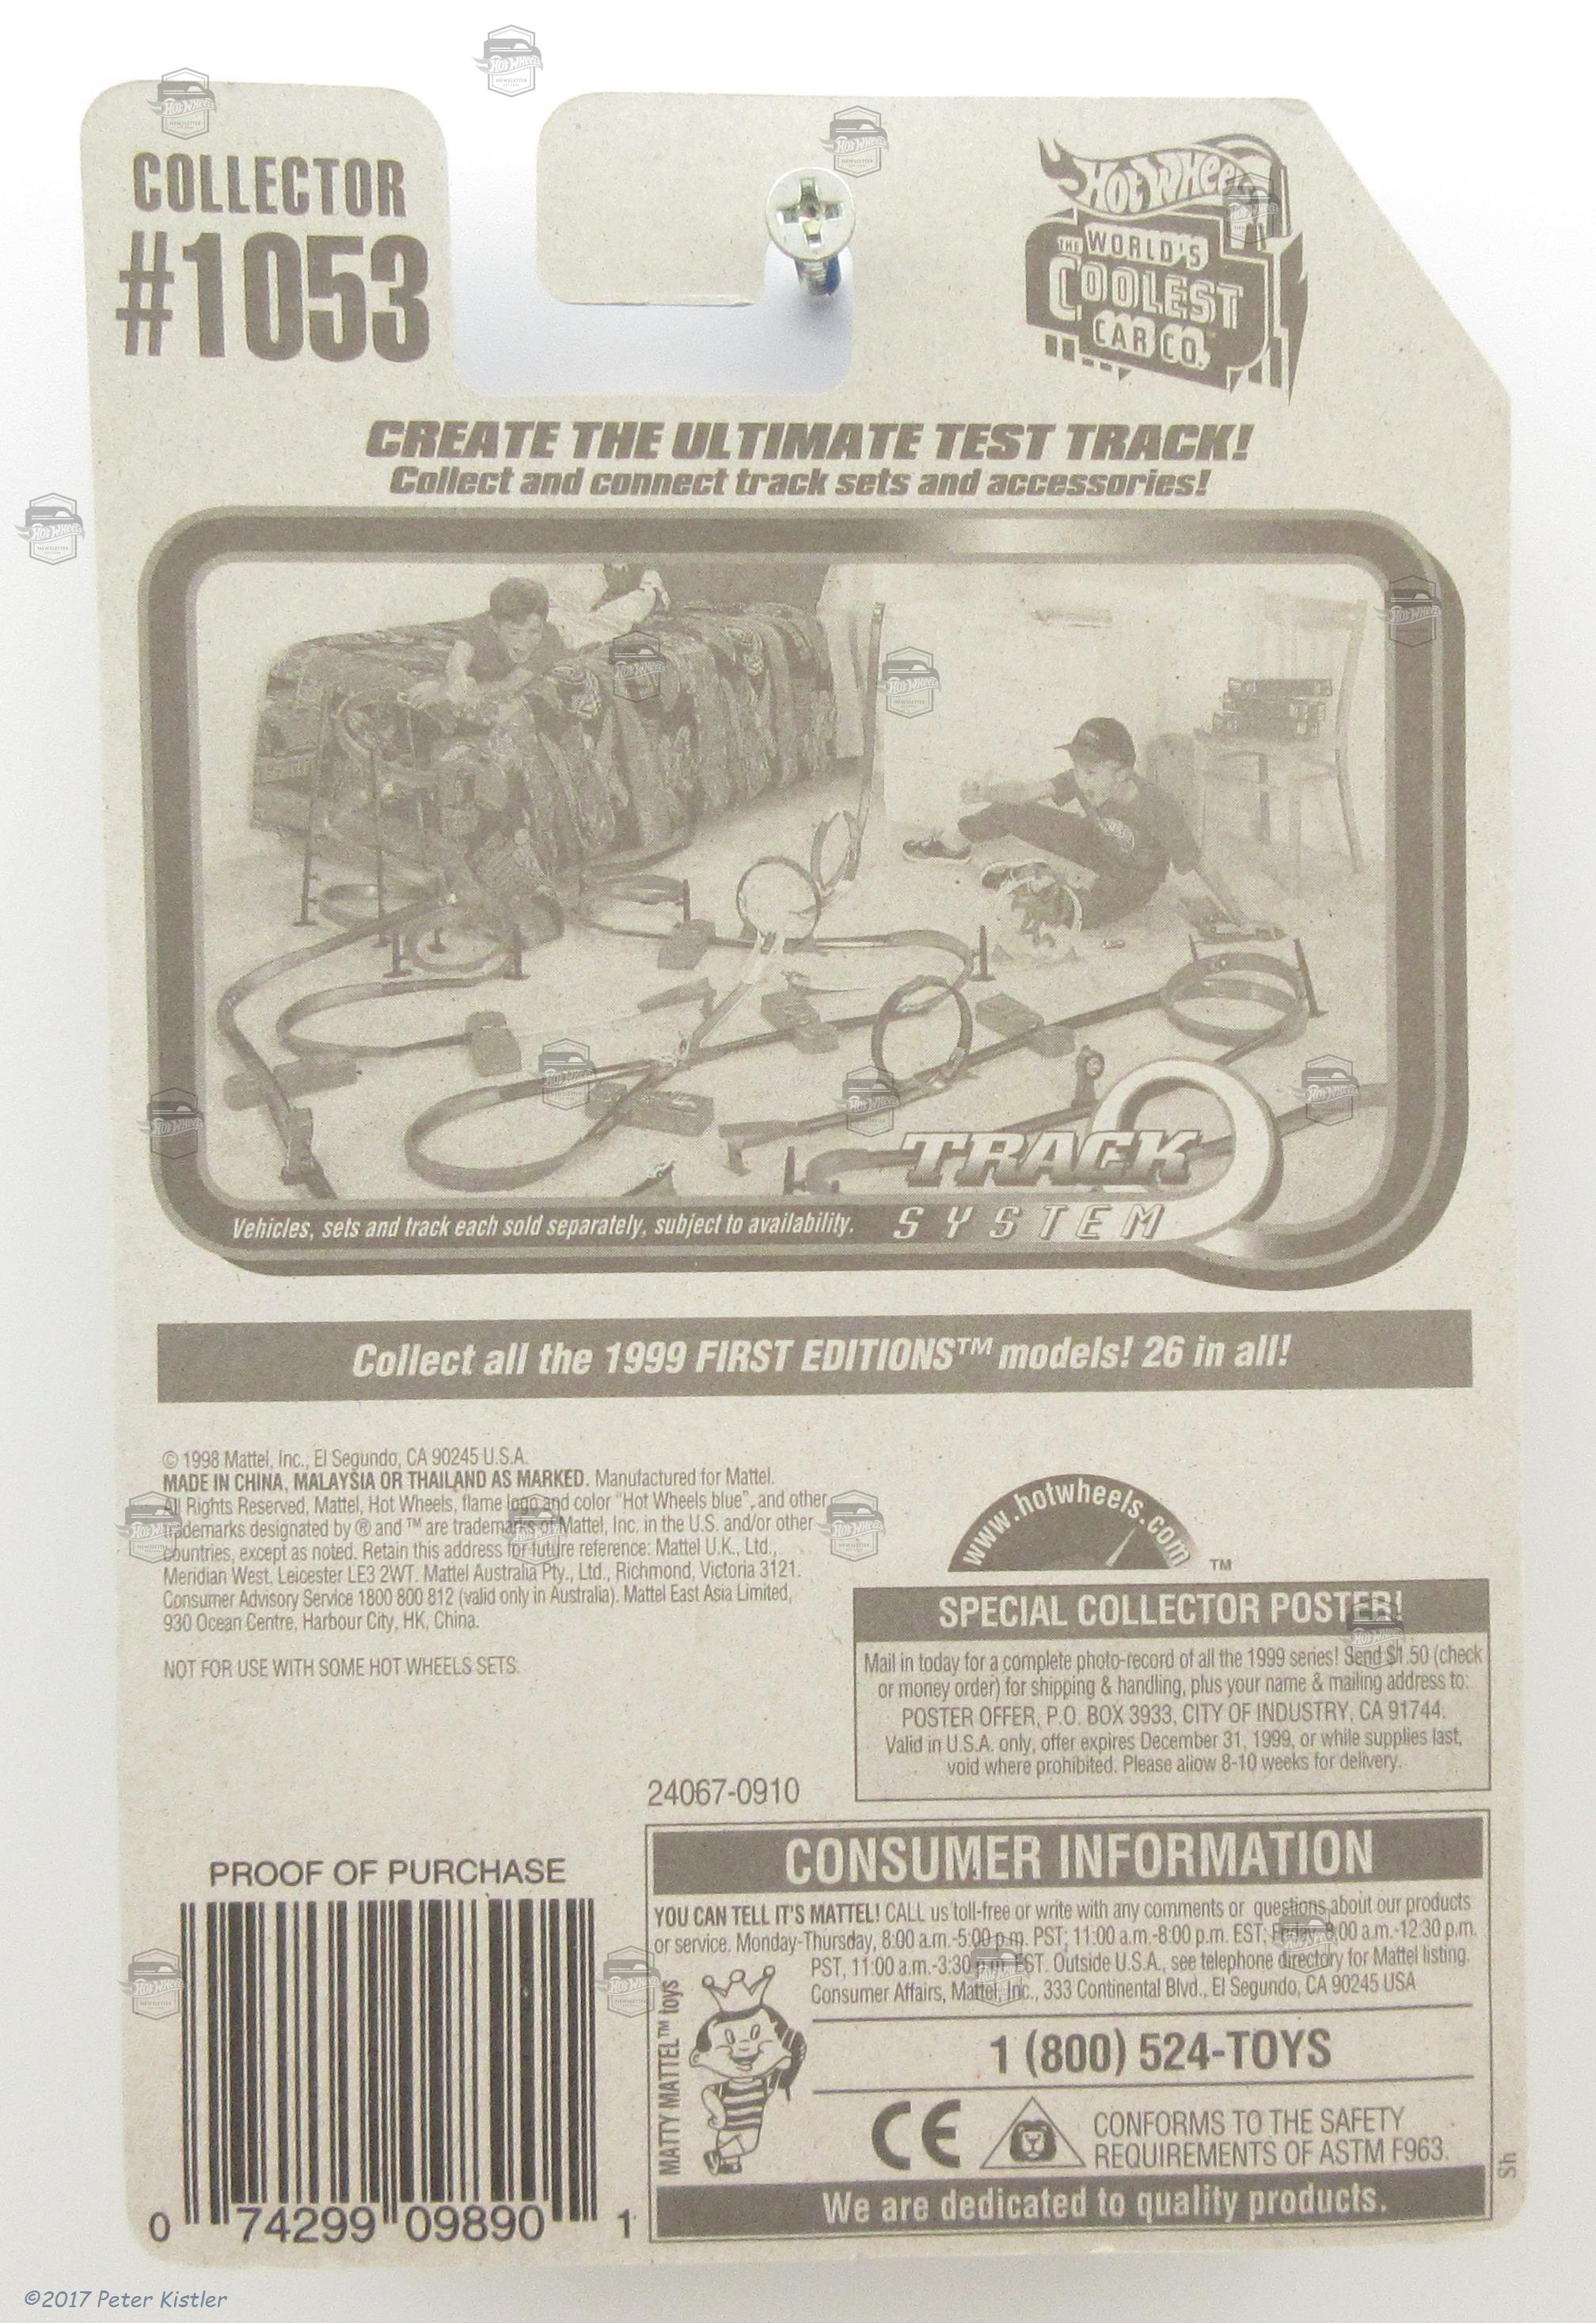 COLLECTOR
#1053
HOT WHEELS
THE WORLD'S
COOLEST
CAR CO.™
CREATE THE ULTIMATE TEST TRACK!
Collect and connect track sets and accessories!
TRACK
SYSTEM
Vehicles, sets and track each sold separately, subject to availability.
Collect all the 1999 FIRST EDITIONS™ models! 26 in all!
© 1998 Mattel, Inc., El Segundo, CA 90245 U.S.A.
MADE IN CHINA, MALAYSIA OR THAILAND AS MARKED. Manufactured for Mattel.
All Rights Reserved, Mattel, Hot Wheels, flame logo and color "Hot Wheels blue", and other
trademarks designated by ® and ™ are trademarks of Mattel, Inc. in the U.S. and/or other
countries, except as noted. Retain this address for future reference: Mattel U.K., Ltd.,
Meridian West, Leicester LE3 2WT. Mattel Australia Pty., Ltd., Richmond, Victoria 3121.
Consumer Advisory Service 1800 800 812 (valid only in Australia). Mattel East Asia Limited,
930 Ocean Centre, Harbour City, HK, China.
NOT FOR USE WITH SOME HOT WHEELS SETS.
www.hotwheels.com ™
SPECIAL COLLECTOR POSTER!
Mail in today for a complete photo-record of all the 1999 series! Send $1.50 (check
or money order) for shipping & handling, plus your name & mailing address to:
POSTER OFFER, P.O. BOX 3933, CITY OF INDUSTRY, CA 91744.
Valid in U.S.A. only, offer expires December 31, 1999, or while supplies last,
void where prohibited. Please allow 8-10 weeks for delivery.
24067-0910
PROOF OF PURCHASE
0 74299 09890 1
CONSUMER INFORMATION
YOU CAN TELL IT'S MATTEL! CALL us toll-free or write with any comments or questions about our products
or service. Monday-Thursday, 8:00 a.m.-5:00 p.m. PST; 11:00 a.m.-8:00 p.m. EST; Friday, 8:00 a.m.-12:30 p.m.
PST, 11:00 a.m.-3:30 p.m. EST. Outside U.S.A., see telephone directory for Mattel listing.
Consumer Affairs, Mattel, Inc., 333 Continental Blvd., El Segundo, CA 90245 USA
MATTY MATTEL™ toys
1 (800) 524-TOYS
CE
CONFORMS TO THE SAFETY
REQUIREMENTS OF ASTM F963.
We are dedicated to quality products.
Sh
©2017 Peter Kistler